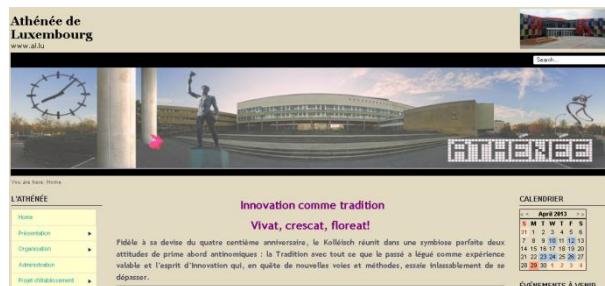 Athénée de
Luxembourg
www.al.lu
Search...
ATHÉNÉE
You are here: Home
L'ATHÉNÉE
Home
Présentation
Organisation
Administration
Projet d'établissement
Innovation comme tradition
Vivat, crescat, floreat!
Fidèle à sa devise du quatre centième anniversaire, le Kolléisch réunit dans une symbiose parfaite deux
attitudes de prime abord antinomiques : la Tradition avec tout ce que le passé a légué comme expérience
valable et l'esprit d'Innovation qui, en quête de nouvelles voies et méthodes, essaie inlassablement de se
dépasser.
CALENDRIER
« < April 2013 > »
S M T W T F S
31 1 2 3 4 5 6
7 8 9 10 11 12 13
14 15 16 17 18 19 20
21 22 23 24 25 26 27
28 29 30 1 2 3 4
ÉVÉNEMENTS À VENIR